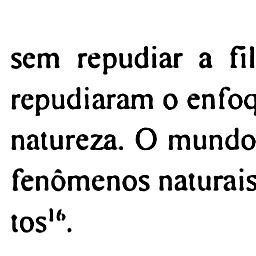 sem repudiar a fil
repudiaram o enfoq
natureza. O mundo
fenômenos naturais
tos¹⁶.